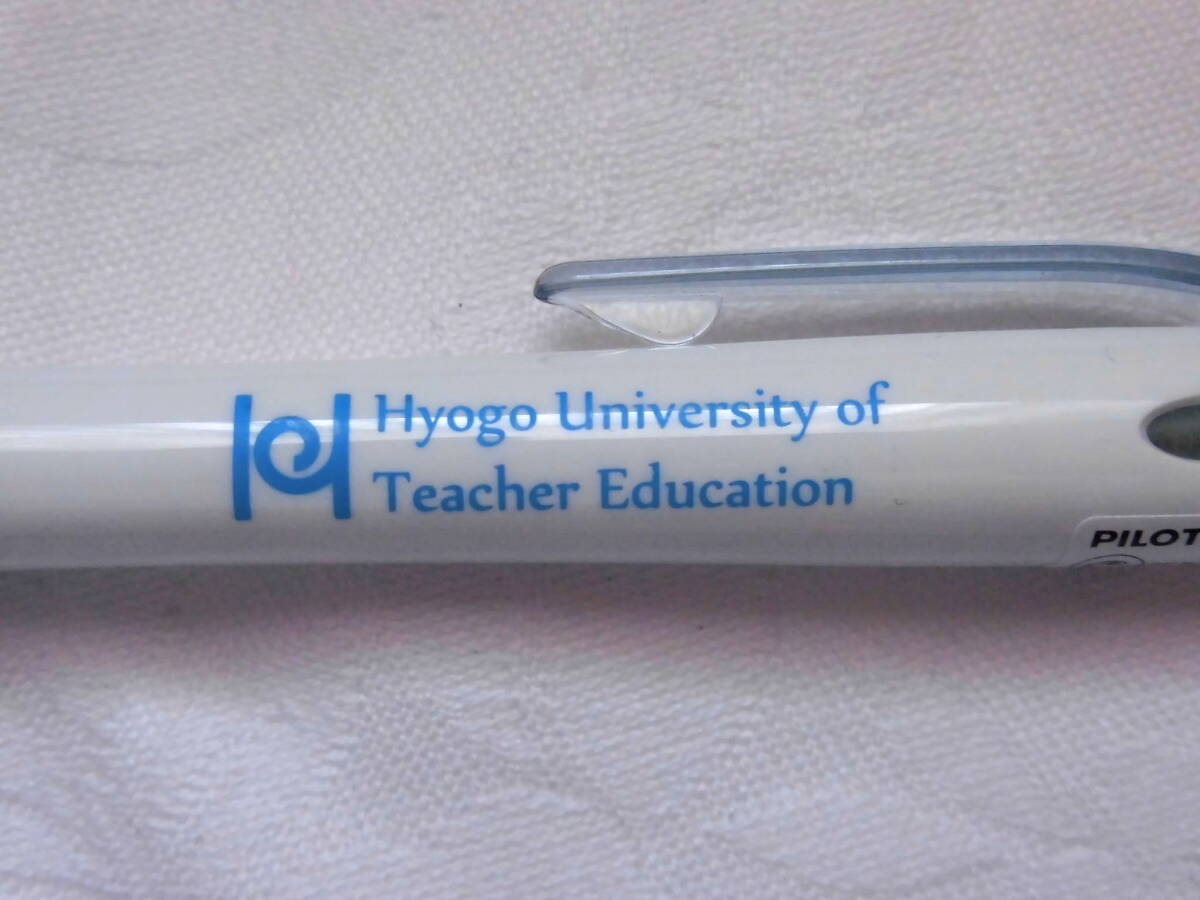 Hyogo University of
Teacher Education
PILOT